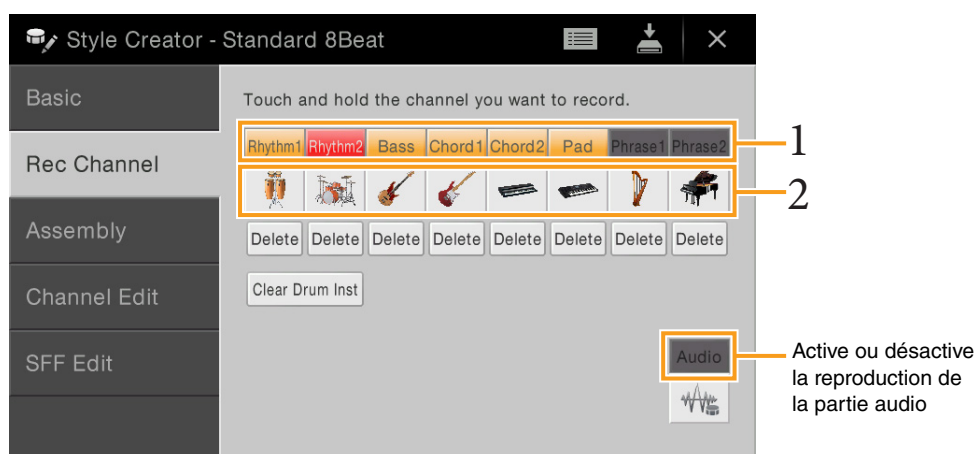 Style Creator - Standard 8Beat
Basic
Rec Channel
Assembly
Channel Edit
SFF Edit
Touch and hold the channel you want to record.
Rhythm1 Rhythm2 Bass Chord1 Chord2 Pad Phrase1 Phrase2
1
2
Delete Delete Delete Delete Delete Delete Delete Delete
Clear Drum Inst
Audio
Active ou désactive
la reproduction de
la partie audio